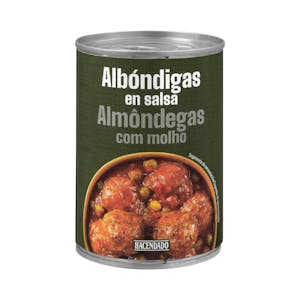 Albóndigas
en salsa
Almôndegas
com molho
HACENDADO